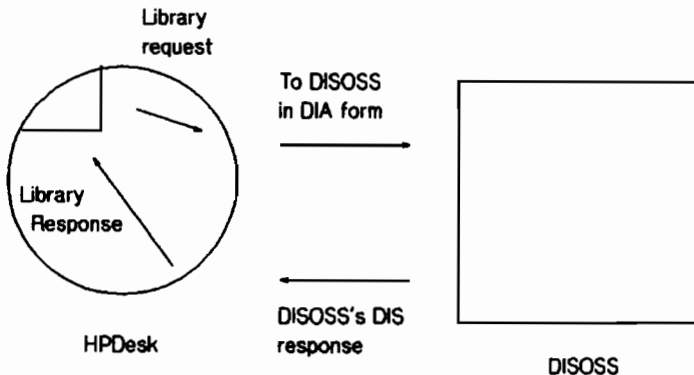 Library
request
To DISOSS
in DIA form
Library
Response
DISOSS's DIS
response
HPDesk
DISOSS